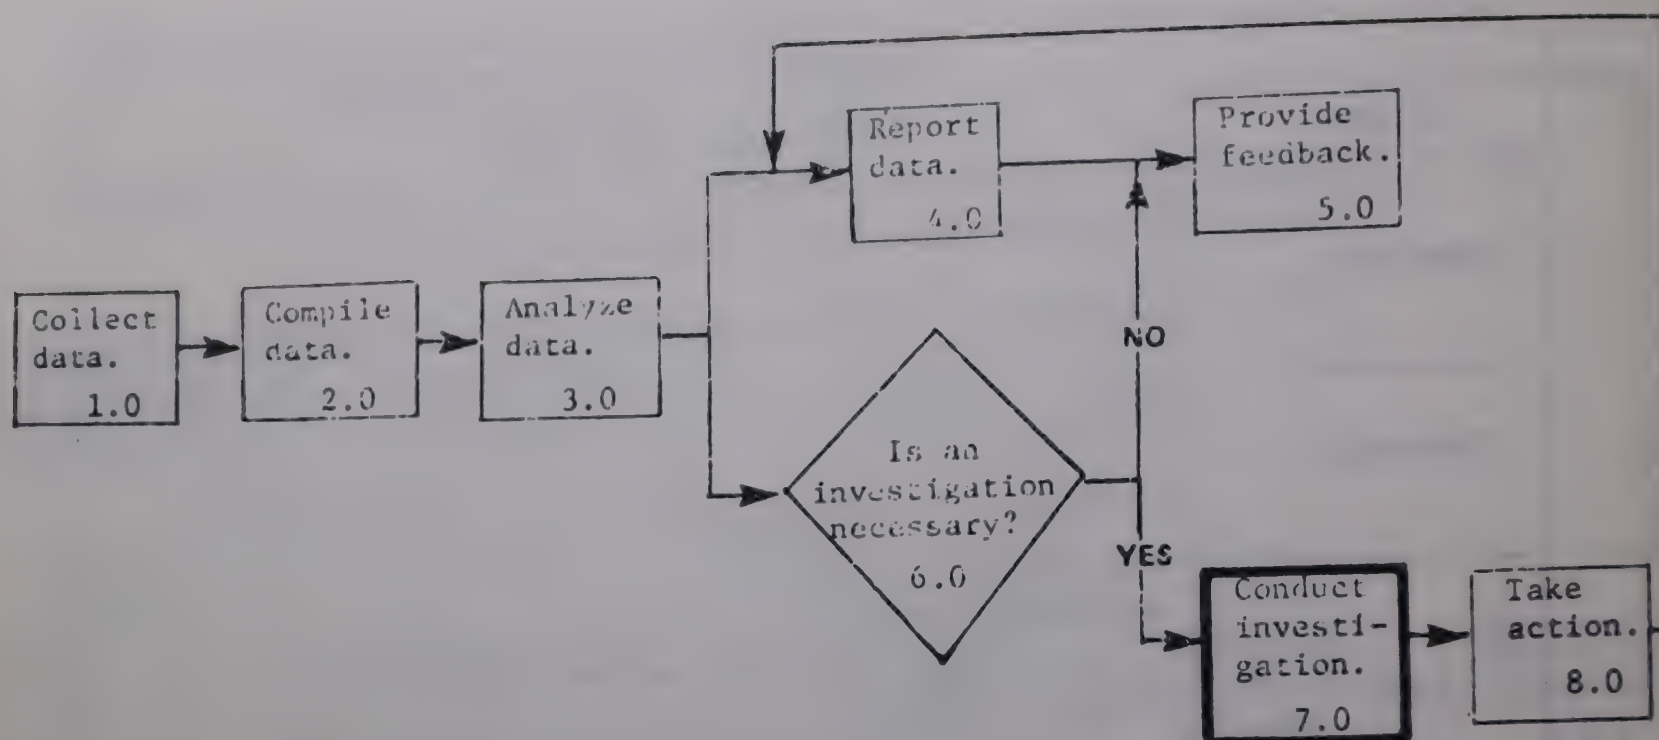 Report
data.
4.0
Provide
feedback.
5.0
Collect
data.
1.0
Compile
data.
2.0
Analyze
data.
3.0
NO
Is an
investigation
necessary?
6.0
YES
Conduct
investi-
gation.
7.0
Take
action.
8.0